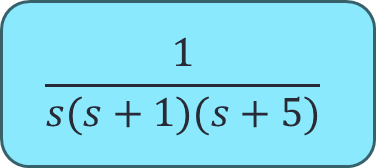 1
s(s + 1)(s + 5)